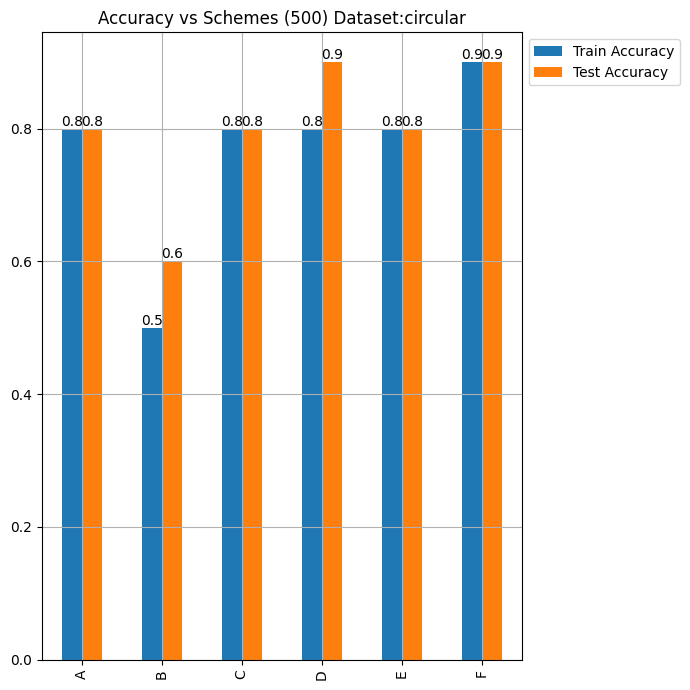 Accuracy vs Schemes (500) Dataset:circular
Train Accuracy
Test Accuracy
0.9 0.9 0.9
0.8 0.8 0.8 0.8 0.8 0.8 0.8
0.8
0.6
0.6
0.5
0.4
0.2
0.0
A B C D E F